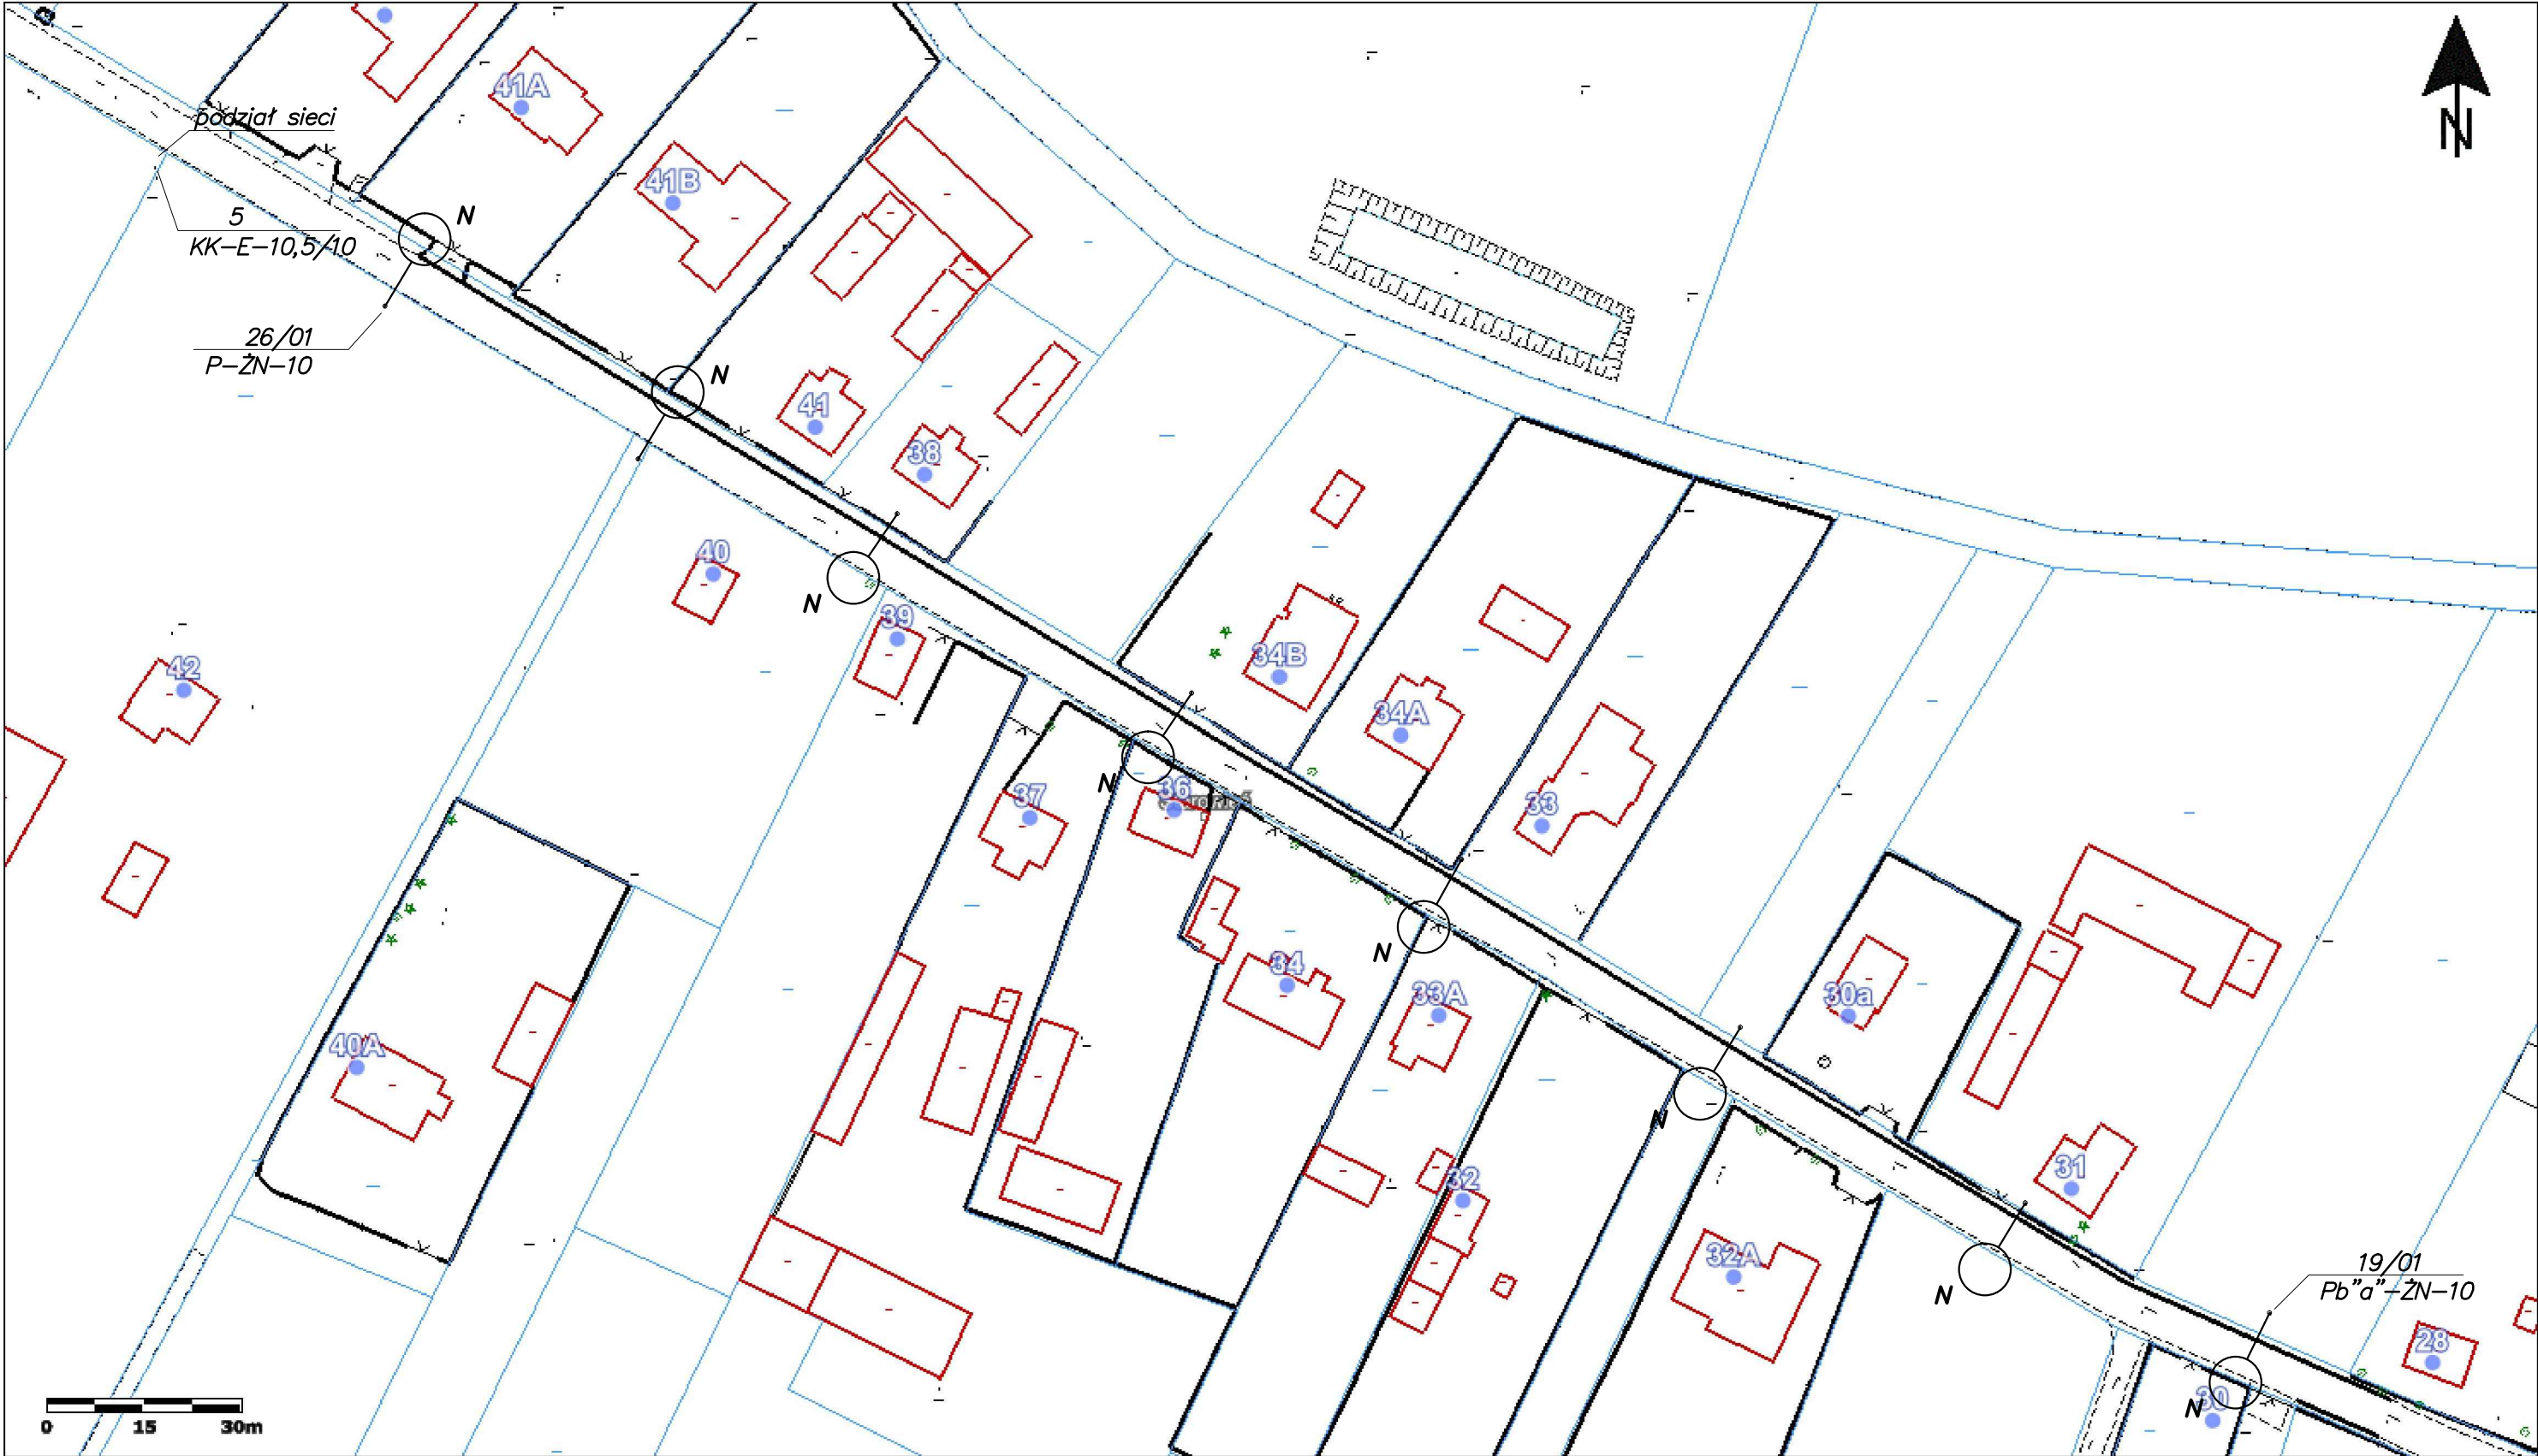 N
41A
podział sieci
41B
5
KK-E-10,5/10
N
26/01
P-ŻN-10
N
41
38
40
N
39
42
34B
34A
37
N
36
33
34
N
33A
30a
40A
N
31
32
32A
19/01
Pb"a"-ŻN-10
N
28
30
N
0 15 30m